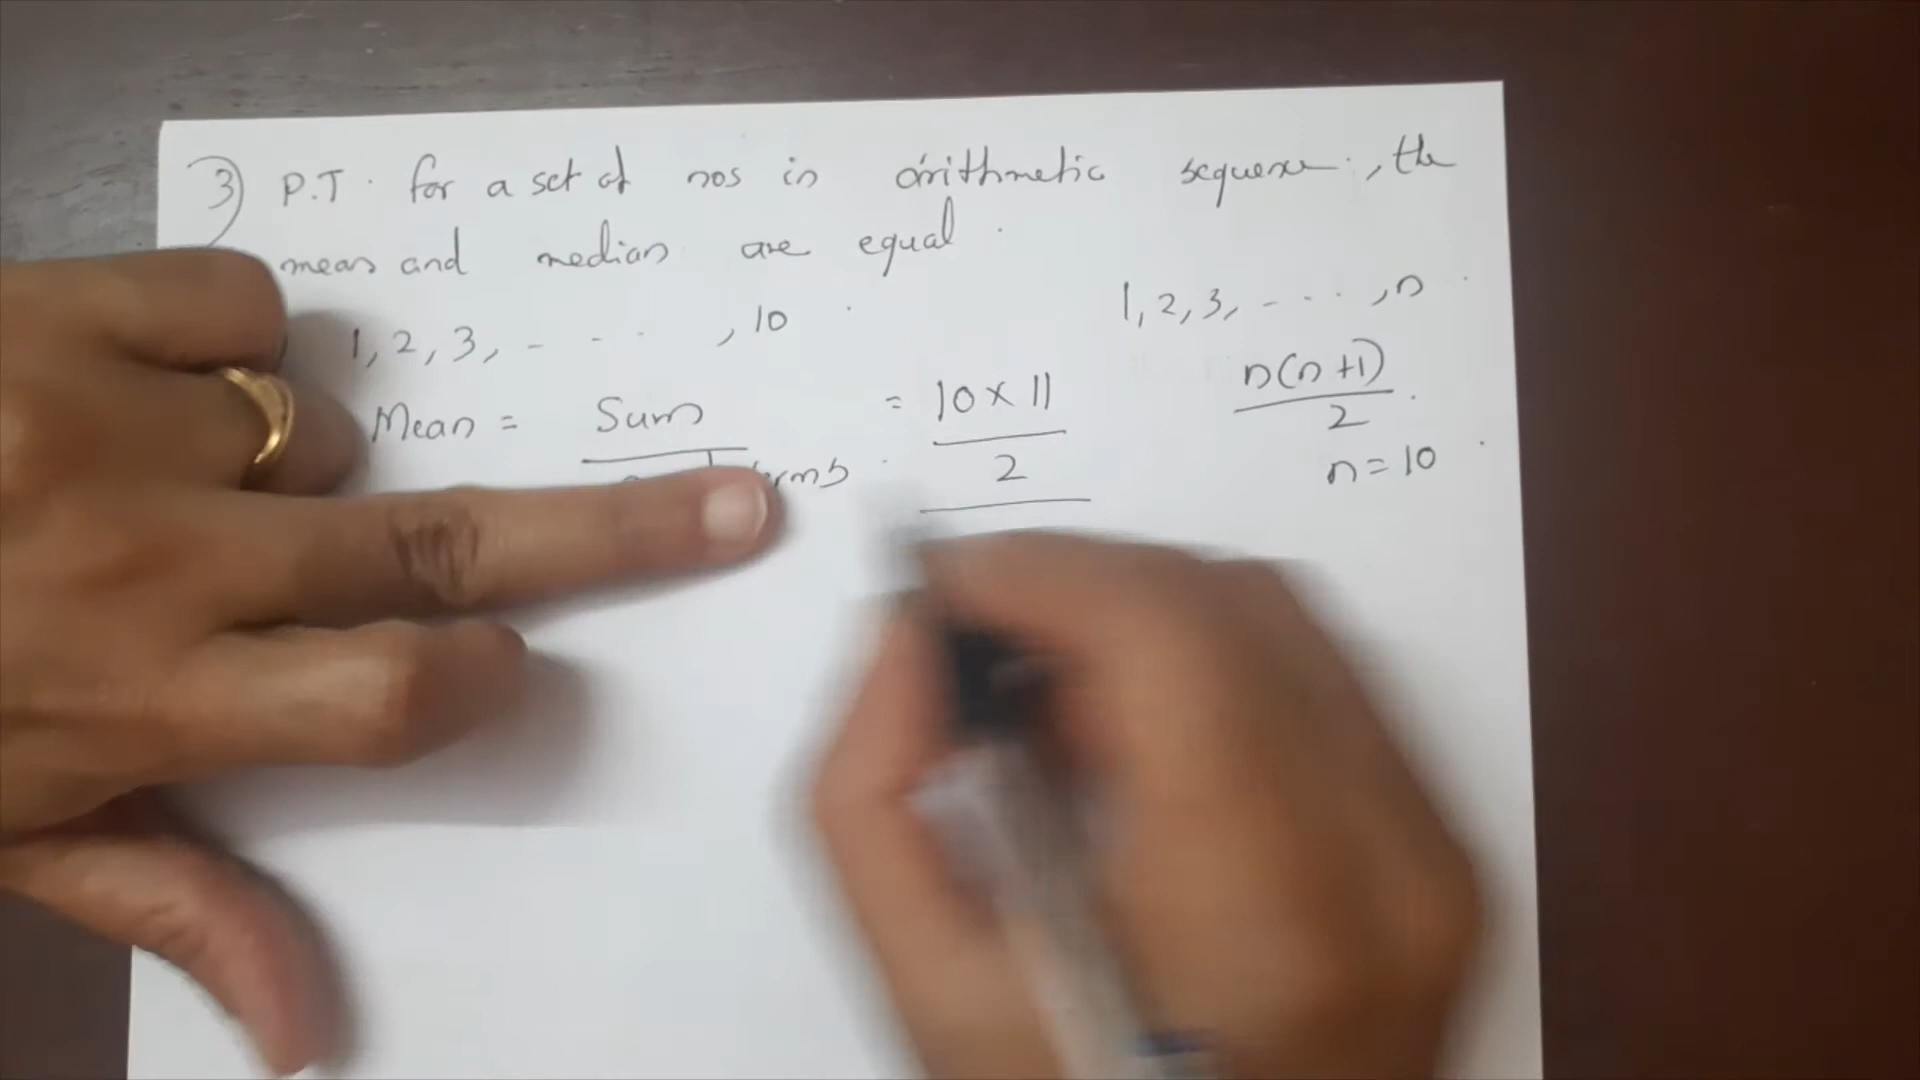 3) P.T. for a set of nos in arithmetic sequence, the
mean and median are equal.
1, 2, 3, - - - , 10.
1, 2, 3, - - - , n.
Mean = Sum
= 10 × 11
2
n(n+1)
2
n = 10